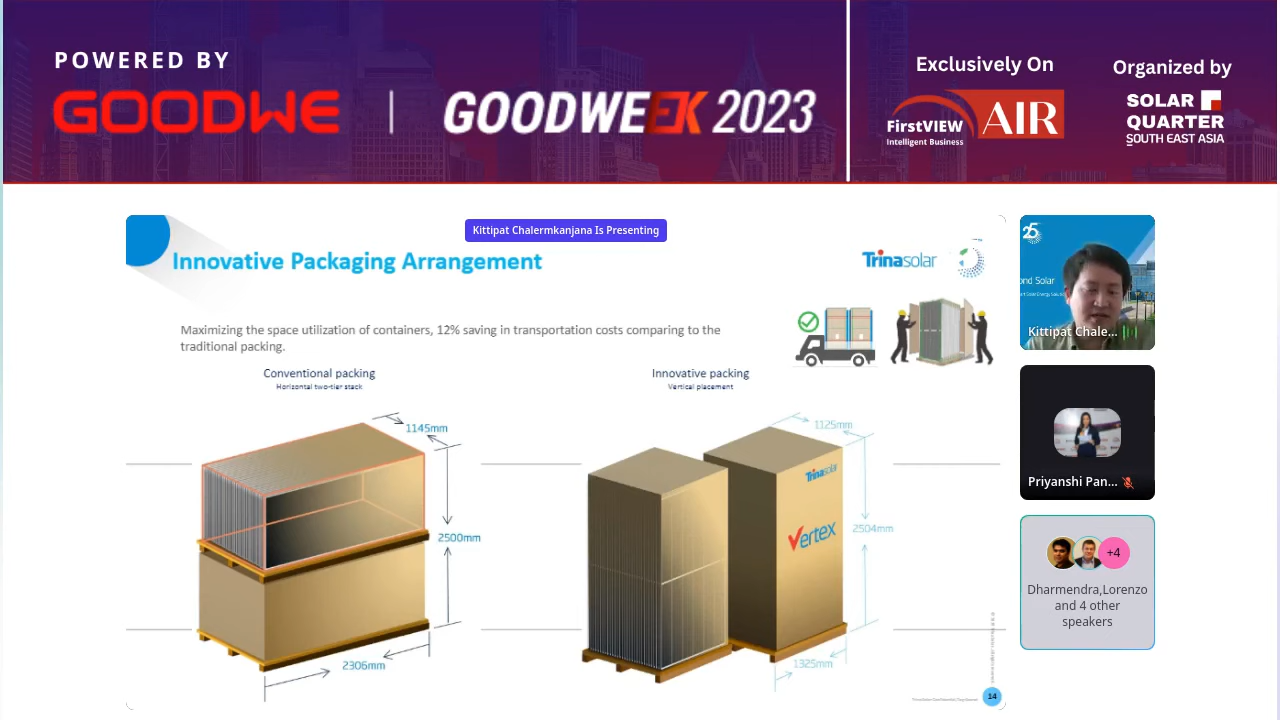 POWERED BY
GOODWE
GOODWEEK 2023
Exclusively On
FirstVIEW
Intelligent Business
AIR
Organized by
SOLAR
QUARTER
SOUTH EAST ASIA
Kittipat Chalermkanjana Is Presenting
Innovative Packaging Arrangement
Trinasolar
Maximizing the space utilization of containers, 12% saving in transportation costs comparing to the
traditional packing.
Conventional packing
Horizontal two-tier stack
Innovative packing
Vertical placement
1145mm
2500mm
2306mm
1125mm
Trinasolar
Vertex
2504mm
1325mm
14
25
ond Solar
Kittipat Chale...
Priyanshi Pan...
+4
Dharmendra,Lorenzo
and 4 other
speakers